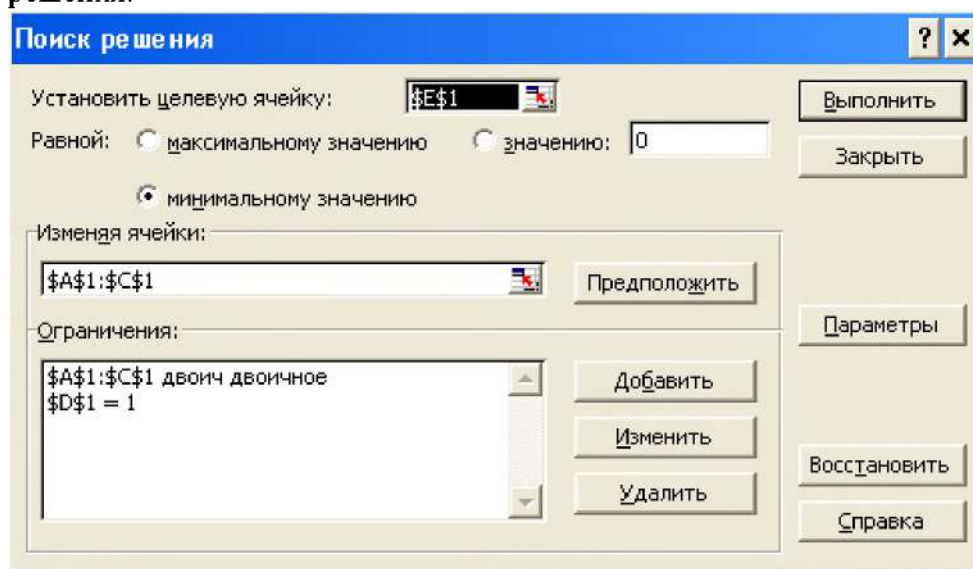 решения.
Поиск решения ? ×
Установить целевую ячейку: $E$1
Выполнить
Равной: максимальному значению значению: 0
Закрыть
минимальному значению
Изменяя ячейки:
$A$1:$C$1
Предположить
Параметры
Ограничения:
$A$1:$C$1 двоич двоичное
$D$1 = 1
Добавить
Изменить
Удалить
Восстановить
Справка